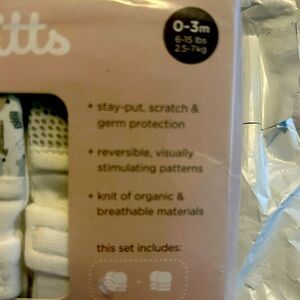 itts
0-3m
6-15 lbs
2.5-7kg
+ stay-put, scratch &
germ protection
+ reversible, visually
stimulating patterns
+ knit of organic &
breathable materials
this set includes:
+